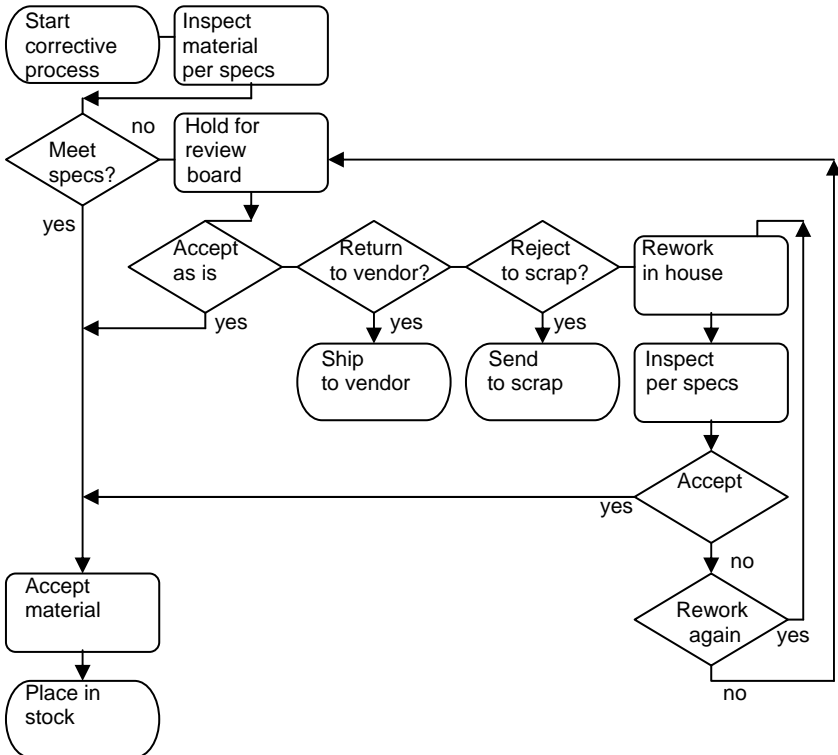 Start
corrective
process
Inspect
material
per specs
no
Meet
specs?
Hold for
review
board
yes
Accept
as is
Return
to vendor?
Reject
to scrap?
Rework
in house
yes
yes
yes
Ship
to vendor
Send
to scrap
Inspect
per specs
Accept
yes
no
Accept
material
Rework
again
yes
no
Place in
stock